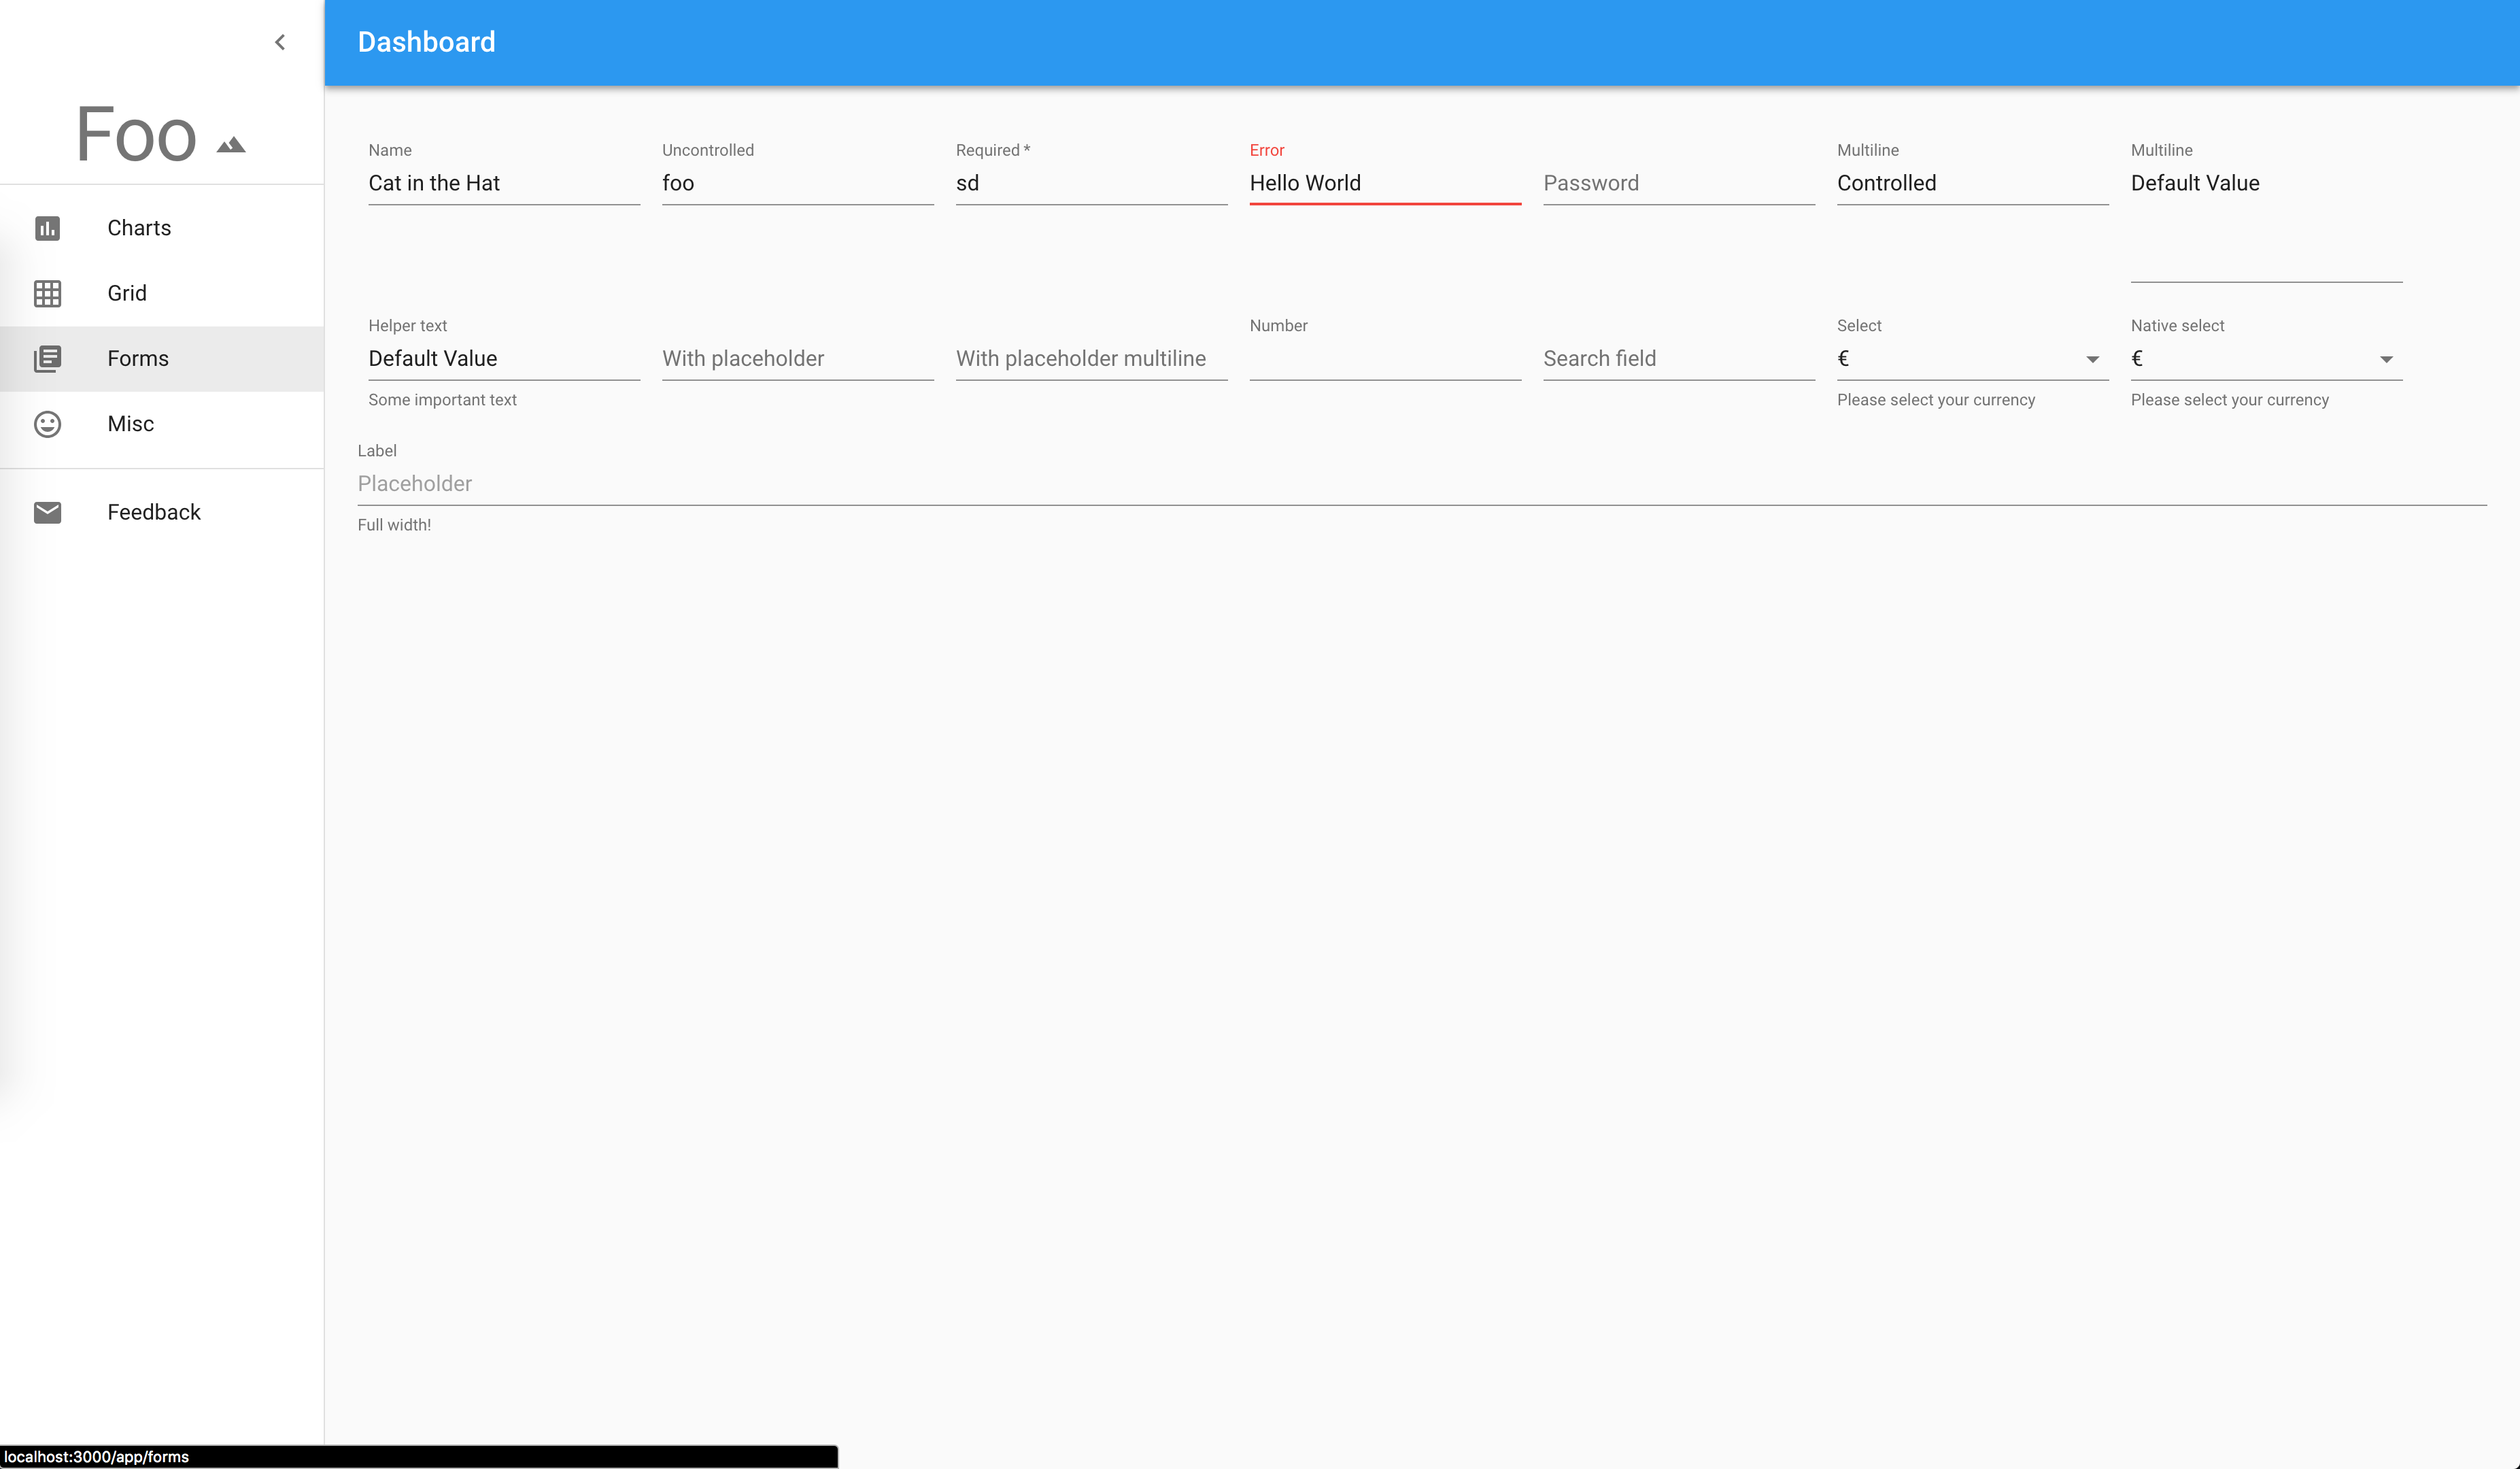 Dashboard
Foo
Charts
Grid
Forms
Misc
Feedback
Name
Cat in the Hat
Uncontrolled
foo
Required *
sd
Error
Hello World
Password
Multiline
Controlled
Multiline
Default Value
Helper text
Default Value
Some important text
With placeholder
With placeholder multiline
Number
Search field
Select
€
Please select your currency
Native select
€
Please select your currency
Label
Placeholder
Full width!
localhost:3000/app/forms